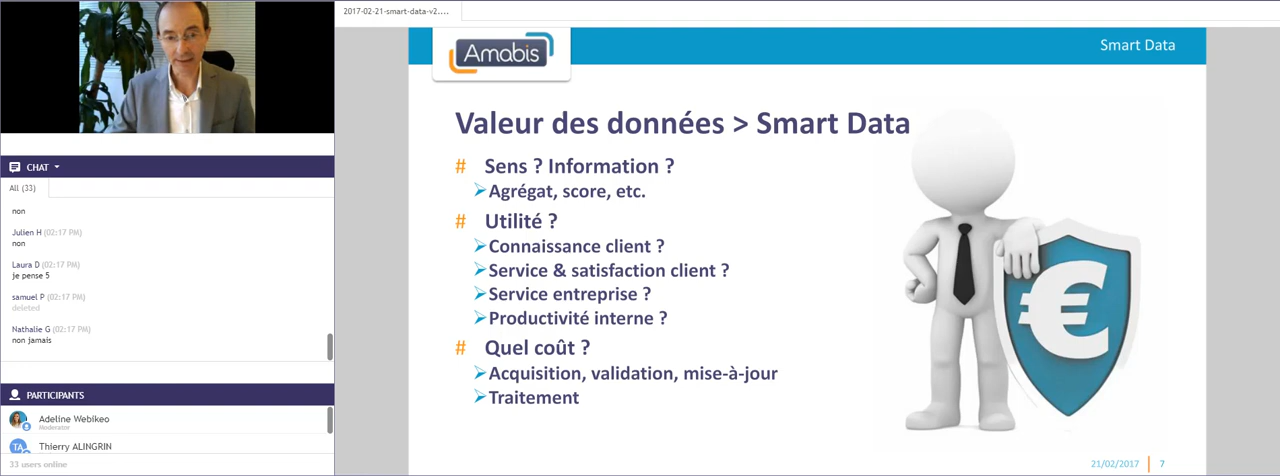 CHAT
All (33)
non
Julien H (02:17 PM)
non
Laura D (02:17 PM)
je pense 5
samuel P (02:17 PM)
deleted
Nathalie G (02:17 PM)
non jamais
PARTICIPANTS
Adeline Webikeo
Moderator
TA
Thierry ALINGRIN
33 users online
2017-02-21-smart-data-v2....
Amabis
Smart Data
Valeur des données > Smart Data
# Sens ? Information ?
Agrégat, score, etc.
# Utilité ?
Connaissance client ?
Service & satisfaction client ?
Service entreprise ?
Productivité interne ?
# Quel coût ?
Acquisition, validation, mise-à-jour
Traitement
€
21/02/2017 7